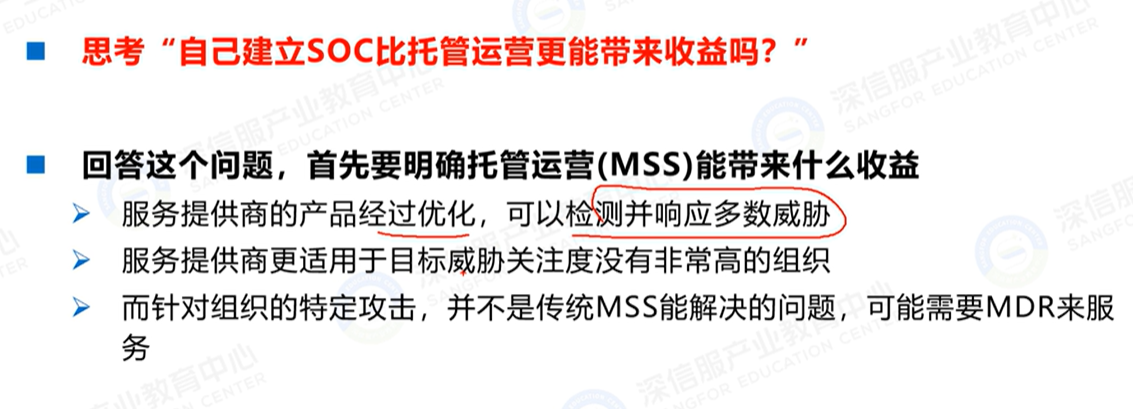 ■ 思考“自己建立SOC比托管运营更能带来收益吗？”
■ 回答这个问题，首先要明确托管运营(MSS)能带来什么收益
➢ 服务提供商的产品经过优化，可以检测并响应多数威胁
➢ 服务提供商更适用于目标威胁关注度没有非常高的组织
➢ 而针对组织的特定攻击，并不是传统MSS能解决的问题，可能需要MDR来服
务
深信服产业教育中心
SANGFOR EDUCATION CENTER